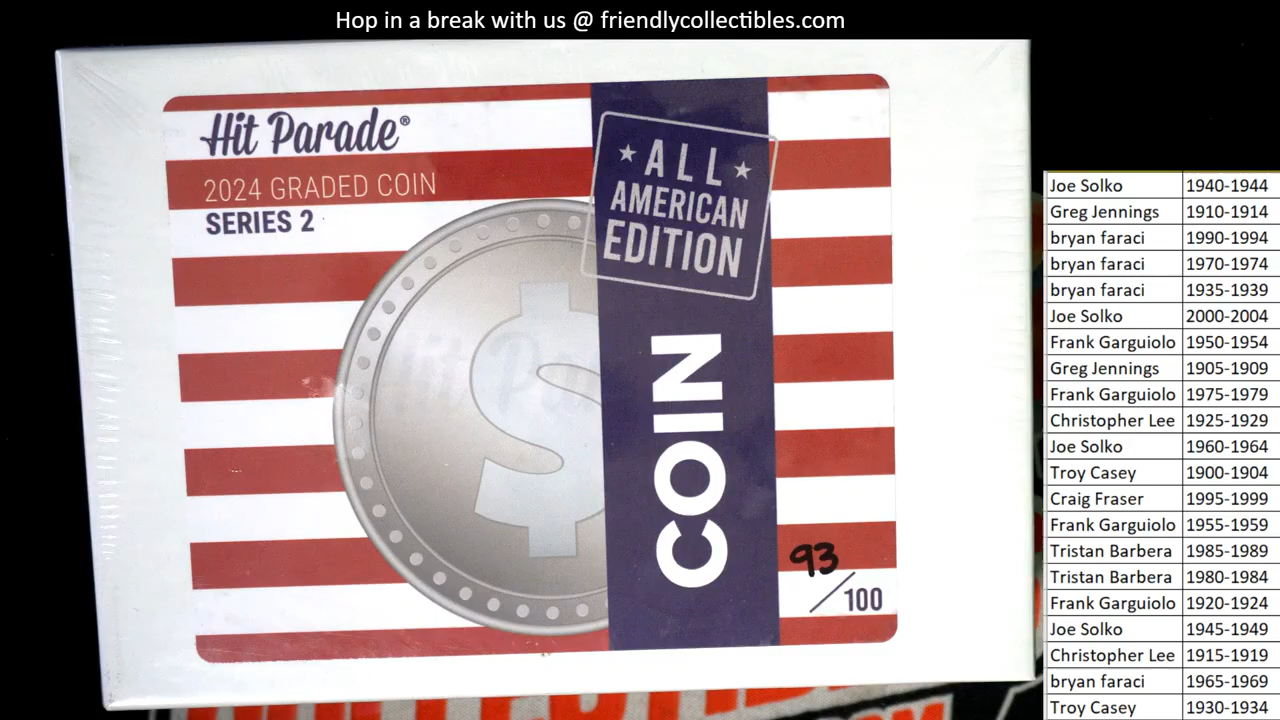 Hop in a break with us @ friendlycollectibles.com
Hit Parade®
2024 GRADED COIN
SERIES 2
★ ALL ★
AMERICAN
EDITION
COIN
93
/100
Joe Solko 1940-1944
Greg Jennings 1910-1914
bryan faraci 1990-1994
bryan faraci 1970-1974
bryan faraci 1935-1939
Joe Solko 2000-2004
Frank Garguiolo 1950-1954
Greg Jennings 1905-1909
Frank Garguiolo 1975-1979
Christopher Lee 1925-1929
Joe Solko 1960-1964
Troy Casey 1900-1904
Craig Fraser 1995-1999
Frank Garguiolo 1955-1959
Tristan Barbera 1985-1989
Tristan Barbera 1980-1984
Frank Garguiolo 1920-1924
Joe Solko 1945-1949
Christopher Lee 1915-1919
bryan faraci 1965-1969
Troy Casey 1930-1934